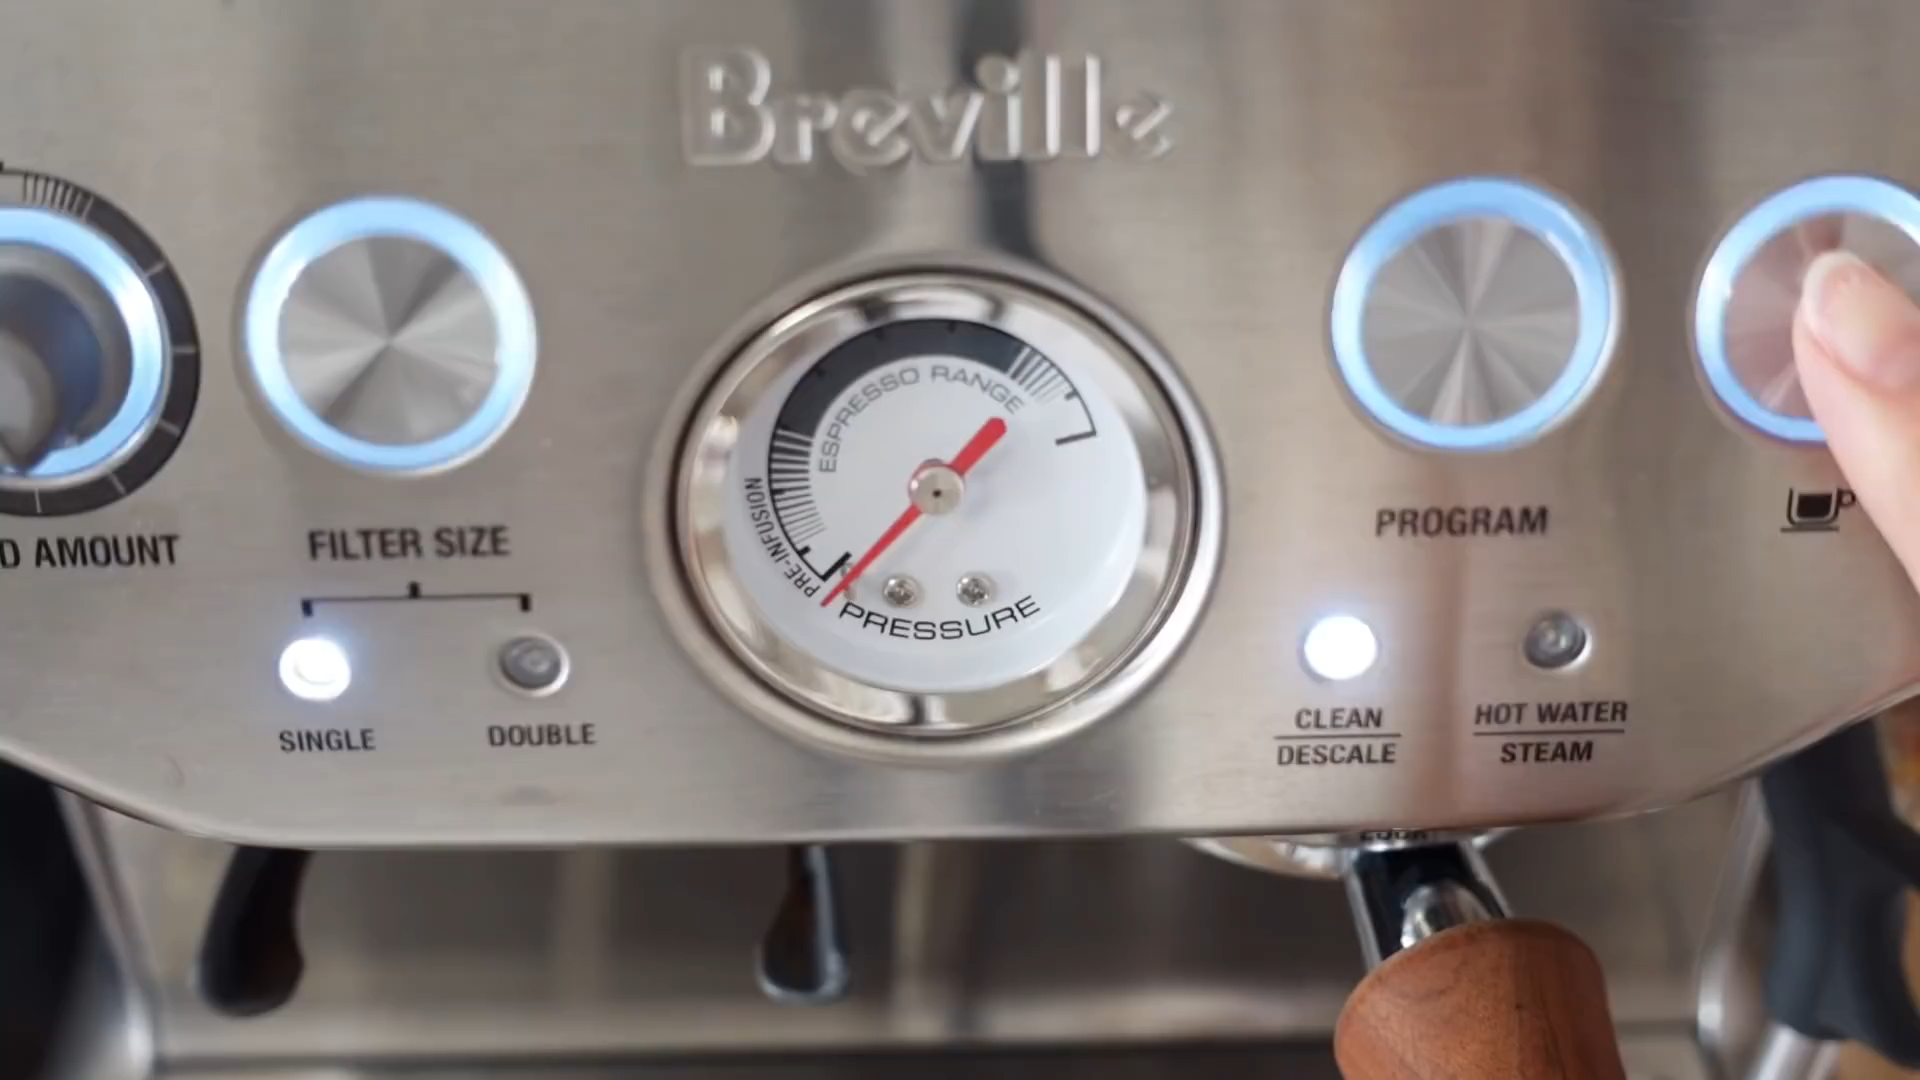 Breville
ESPRESSO RANGE
PRE-INFUSION
PRESSURE
D AMOUNT
FILTER SIZE
SINGLE
DOUBLE
PROGRAM
CLEAN
DESCALE
HOT WATER
STEAM